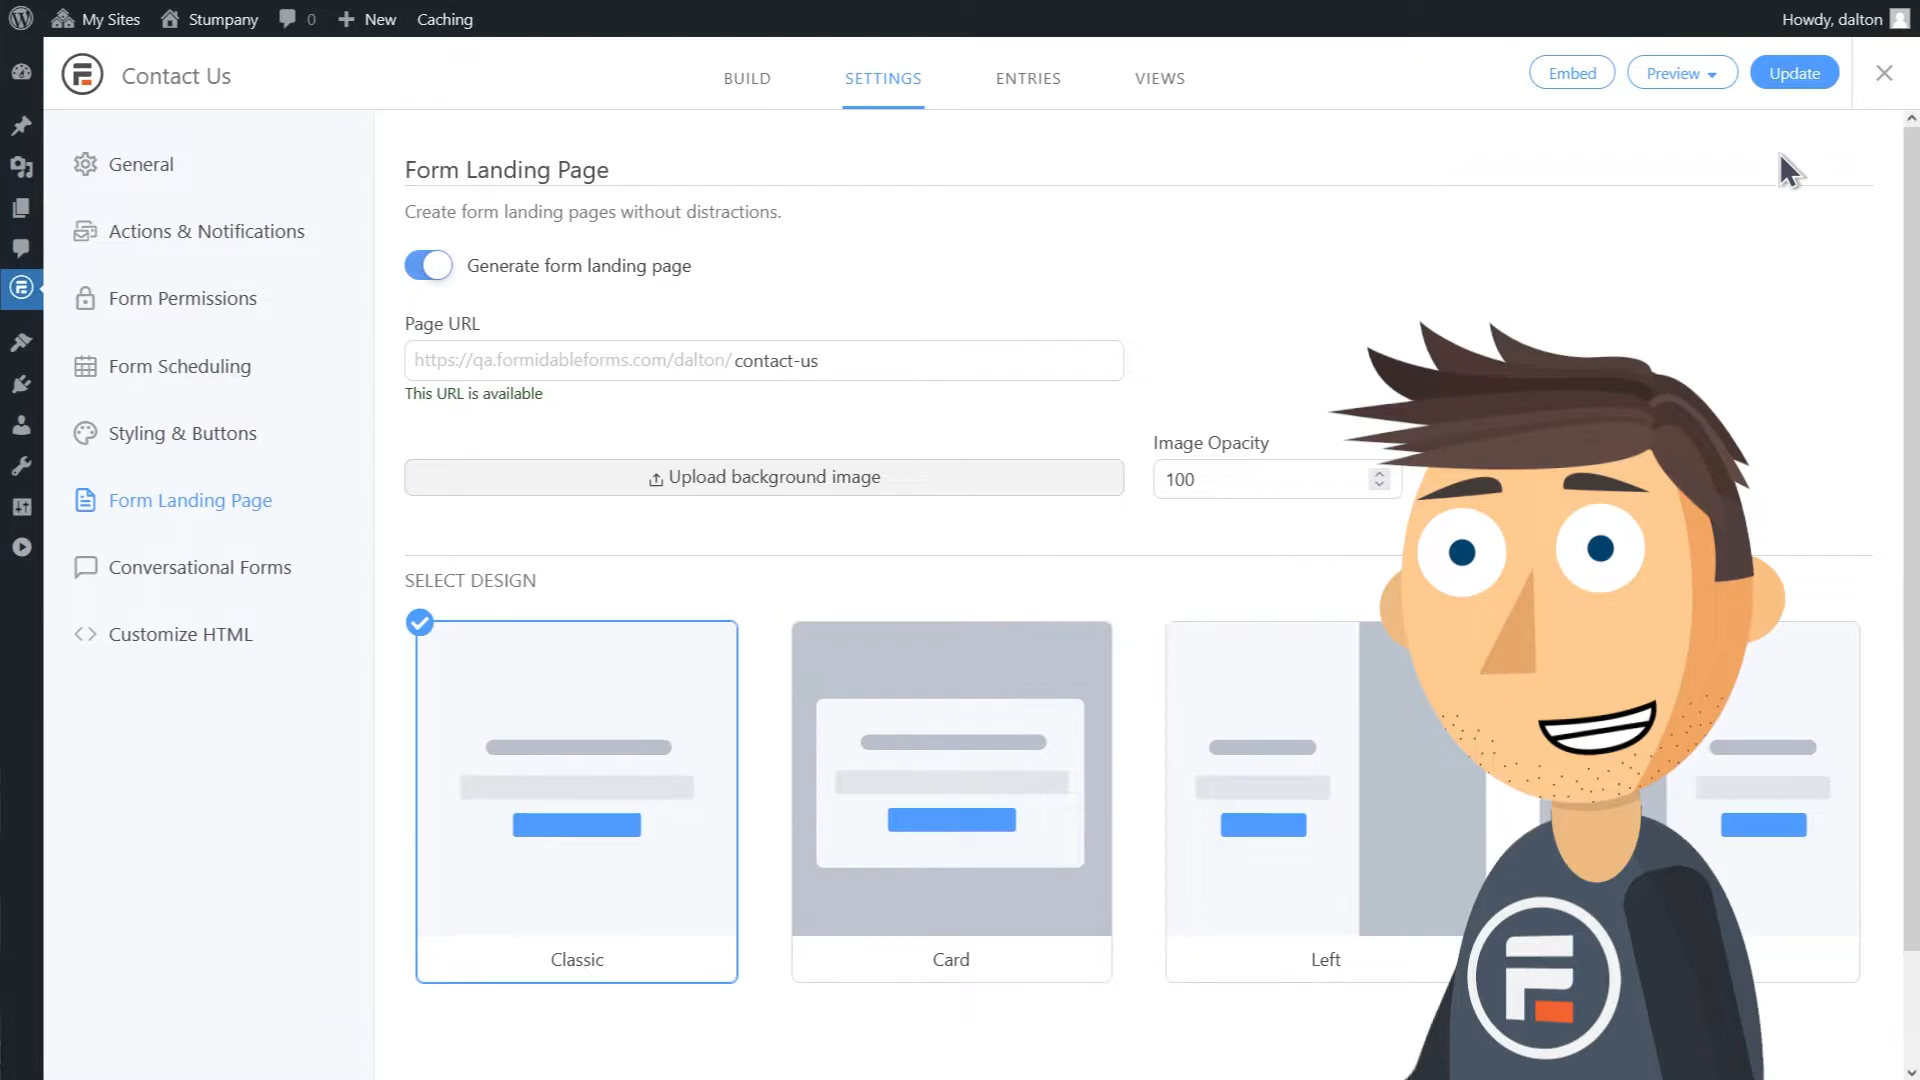 My Sites
Stumpany
0
New
Caching
Howdy, dalton
Contact Us
BUILD
SETTINGS
ENTRIES
VIEWS
Embed
Preview
Update
General
Actions & Notifications
Form Permissions
Form Scheduling
Styling & Buttons
Form Landing Page
Conversational Forms
Customize HTML
Form Landing Page
Create form landing pages without distractions.
Generate form landing page
Page URL
https://qa.formidableforms.com/dalton/ contact-us
This URL is available
Upload background image
Image Opacity
100
SELECT DESIGN
Classic
Card
Left